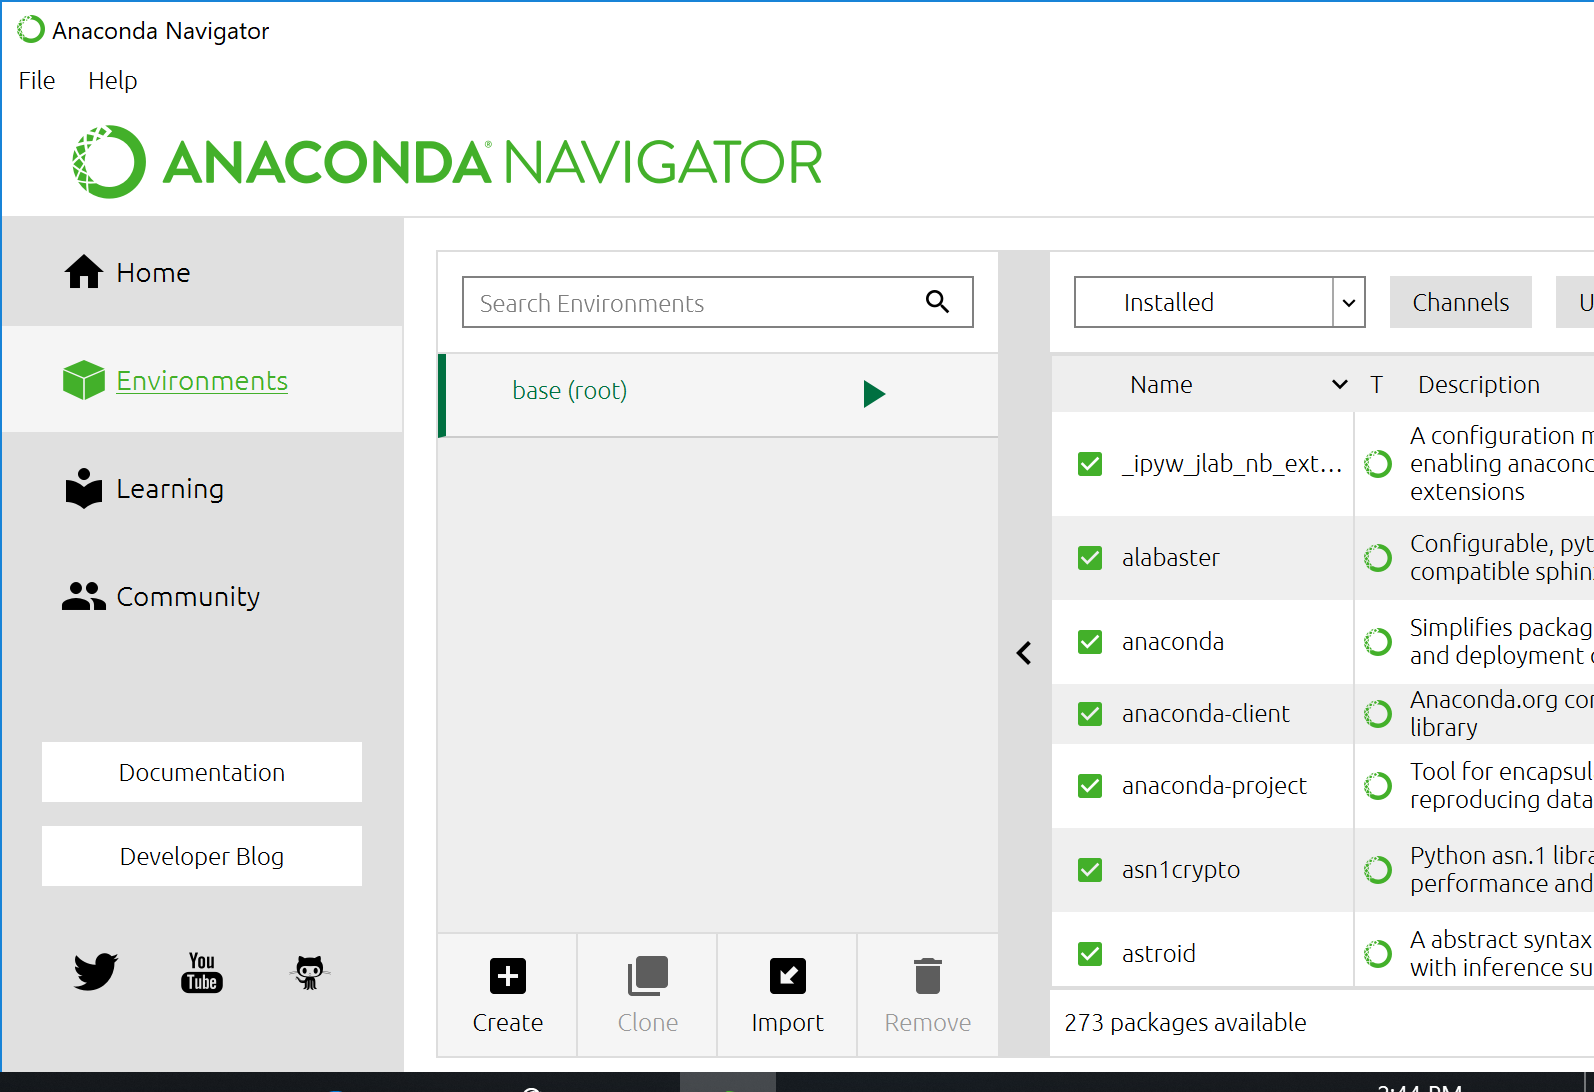 Anaconda Navigator
File Help
ANACONDA® NAVIGATOR
Home
Environments
Learning
Community
Documentation
Developer Blog
You
Tube
Search Environments
base (root)
Create Clone Import Remove
Installed Channels U
Name T Description
_ipyw_jlab_nb_ext...
A configuration m
enabling anacond
extensions
alabaster
Configurable, pyt
compatible sphin
anaconda
Simplifies packag
and deployment
anaconda-client
Anaconda.org co
library
anaconda-project
Tool for encapsul
reproducing data
asn1crypto
Python asn.1 libra
performance and
astroid
A abstract syntax
with inference su
273 packages available